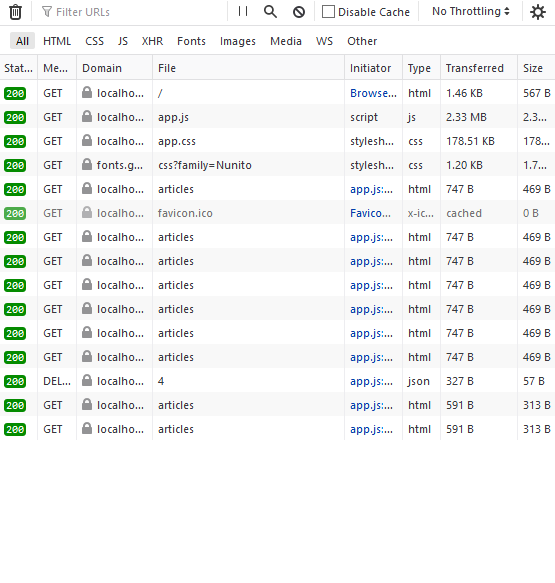 Filter URLs Disable Cache No Throttling
All HTML CSS JS XHR Fonts Images Media WS Other
Stat... Me... Domain File Initiator Type Transferred Size
200 GET localho... / Browse... html 1.46 KB 567 B
200 GET localho... app.js script js 2.33 MB 2.3...
200 GET localho... app.css stylesh... css 178.51 KB 178...
200 GET fonts.g... css?family=Nunito stylesh... css 1.20 KB 1.7...
200 GET localho... articles app.js:... html 747 B 469 B
200 GET localho... favicon.ico Favico... x-ic... cached 0 B
200 GET localho... articles app.js:... html 747 B 469 B
200 GET localho... articles app.js:... html 747 B 469 B
200 GET localho... articles app.js:... html 747 B 469 B
200 GET localho... articles app.js:... html 747 B 469 B
200 GET localho... articles app.js:... html 747 B 469 B
200 GET localho... articles app.js:... html 747 B 469 B
200 DEL... localho... 4 app.js:... json 327 B 57 B
200 GET localho... articles app.js:... html 591 B 313 B
200 GET localho... articles app.js:... html 591 B 313 B